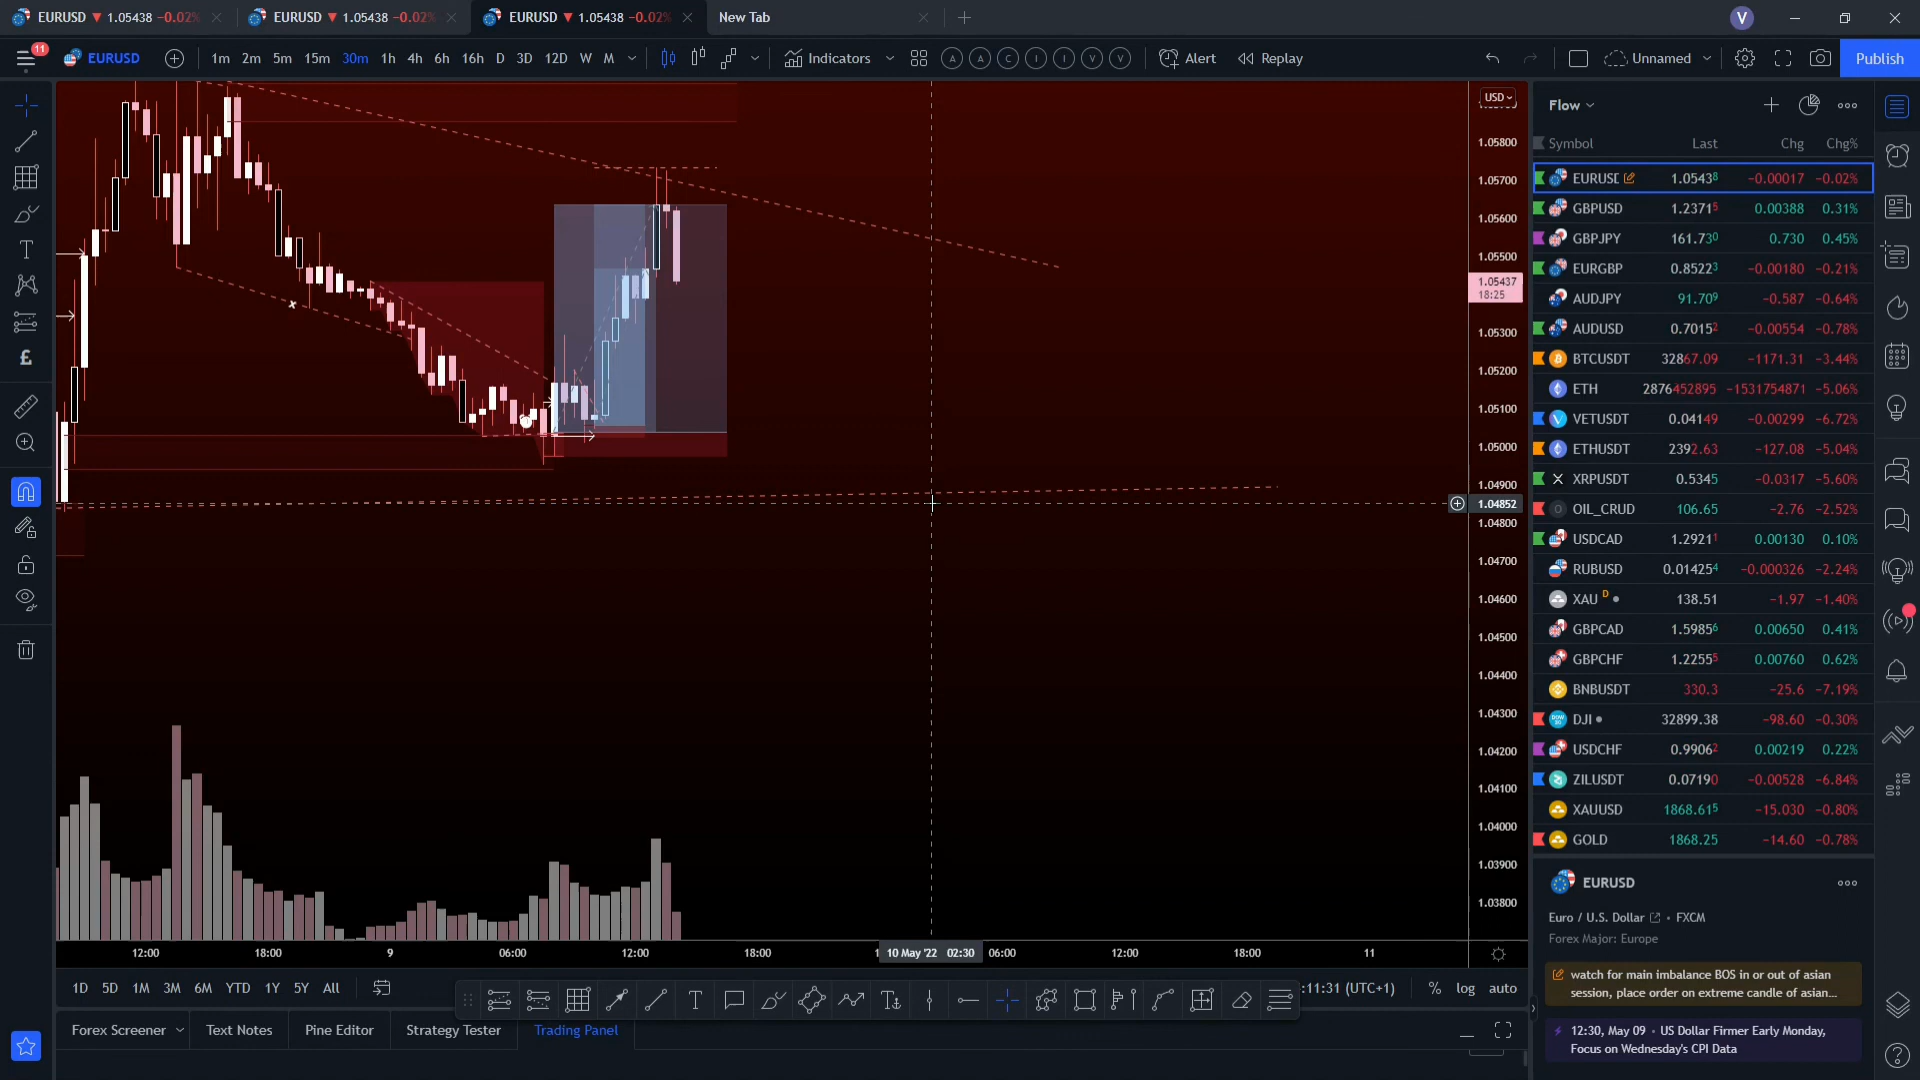 EURUSD ▼ 1.05438 −0.02%
EURUSD ▼ 1.05438 −0.02%
EURUSD ▼ 1.05438 −0.02%
New Tab
V
11
EURUSD
1m 2m 5m 15m 30m 1h 4h 6h 16h D 3D 12D W M
Indicators
A A C I I V V
Alert
Replay
Unnamed
Publish
USD
1.05800
1.05700
1.05600
1.05500
1.05437
18:25
1.05300
1.05200
1.05100
1.05000
1.04900
1.04852
1.04800
1.04700
1.04600
1.04500
1.04400
1.04300
1.04200
1.04100
1.04000
1.03900
1.03800
12:00 18:00 9 06:00 12:00 18:00 10 May '22 02:30 06:00 12:00 18:00 11
1D 5D 1M 3M 6M YTD 1Y 5Y All
:11:31 (UTC+1)
% log auto
Forex Screener Text Notes Pine Editor Strategy Tester Trading Panel
Flow
Symbol Last Chg Chg%
EURUSD 1.05438 −0.00017 −0.02%
GBPUSD 1.23715 0.00388 0.31%
GBPJPY 161.730 0.730 0.45%
EURGBP 0.85223 −0.00180 −0.21%
AUDJPY 91.709 −0.587 −0.64%
AUDUSD 0.70152 −0.00554 −0.78%
BTCUSDT 32867.09 −1171.31 −3.44%
ETH 2876452895 −1531754871 −5.06%
VETUSDT 0.04149 −0.00299 −6.72%
ETHUSDT 2392.63 −127.08 −5.04%
XRPUSDT 0.5345 −0.0317 −5.60%
OIL_CRUD 106.65 −2.76 −2.52%
USDCAD 1.29211 0.00130 0.10%
RUBUSD 0.014254 −0.000326 −2.24%
XAU D 138.51 −1.97 −1.40%
GBPCAD 1.59856 0.00650 0.41%
GBPCHF 1.22555 0.00760 0.62%
BNBUSDT 330.3 −25.6 −7.19%
DJI 32899.38 −98.60 −0.30%
USDCHF 0.99062 0.00219 0.22%
ZILUSDT 0.07190 −0.00528 −6.84%
XAUUSD 1868.615 −15.030 −0.80%
GOLD 1868.25 −14.60 −0.78%
EURUSD
Euro / U.S. Dollar • FXCM
Forex Major: Europe
watch for main imbalance BOS in or out of asian
session, place order on extreme candle of asian...
12:30, May 09 • US Dollar Firmer Early Monday,
Focus on Wednesday's CPI Data